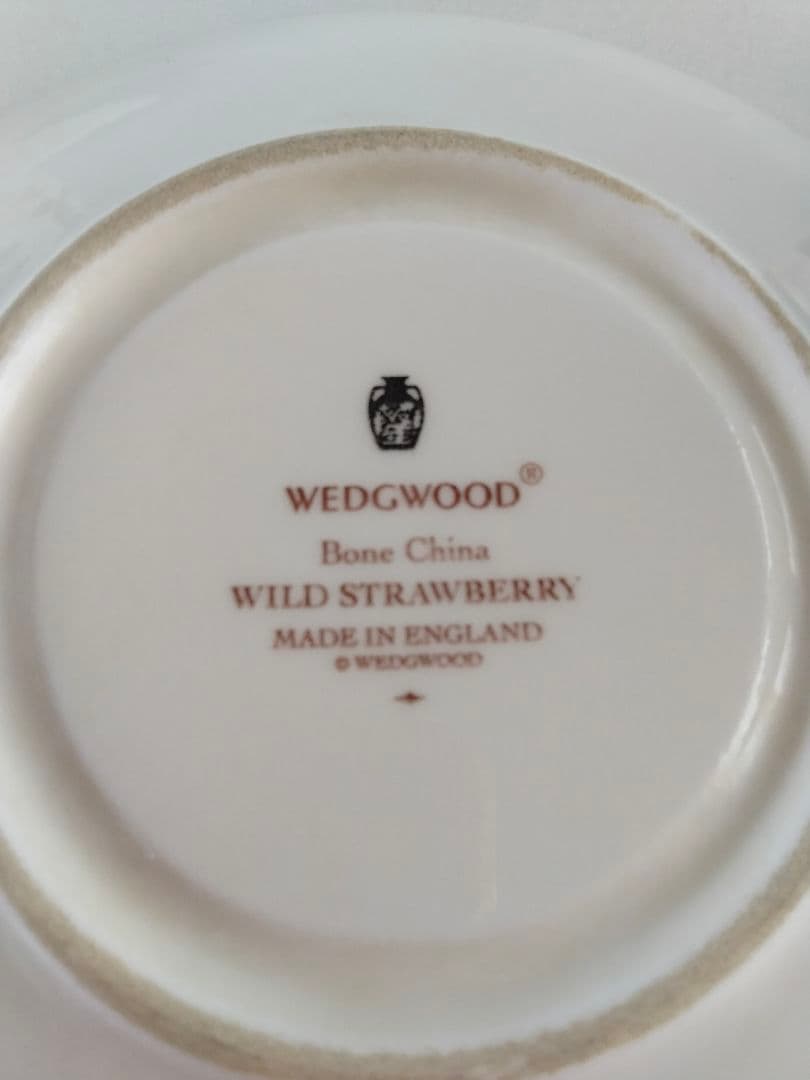 WEDGWOOD®
Bone China
WILD STRAWBERRY
MADE IN ENGLAND
© WEDGWOOD